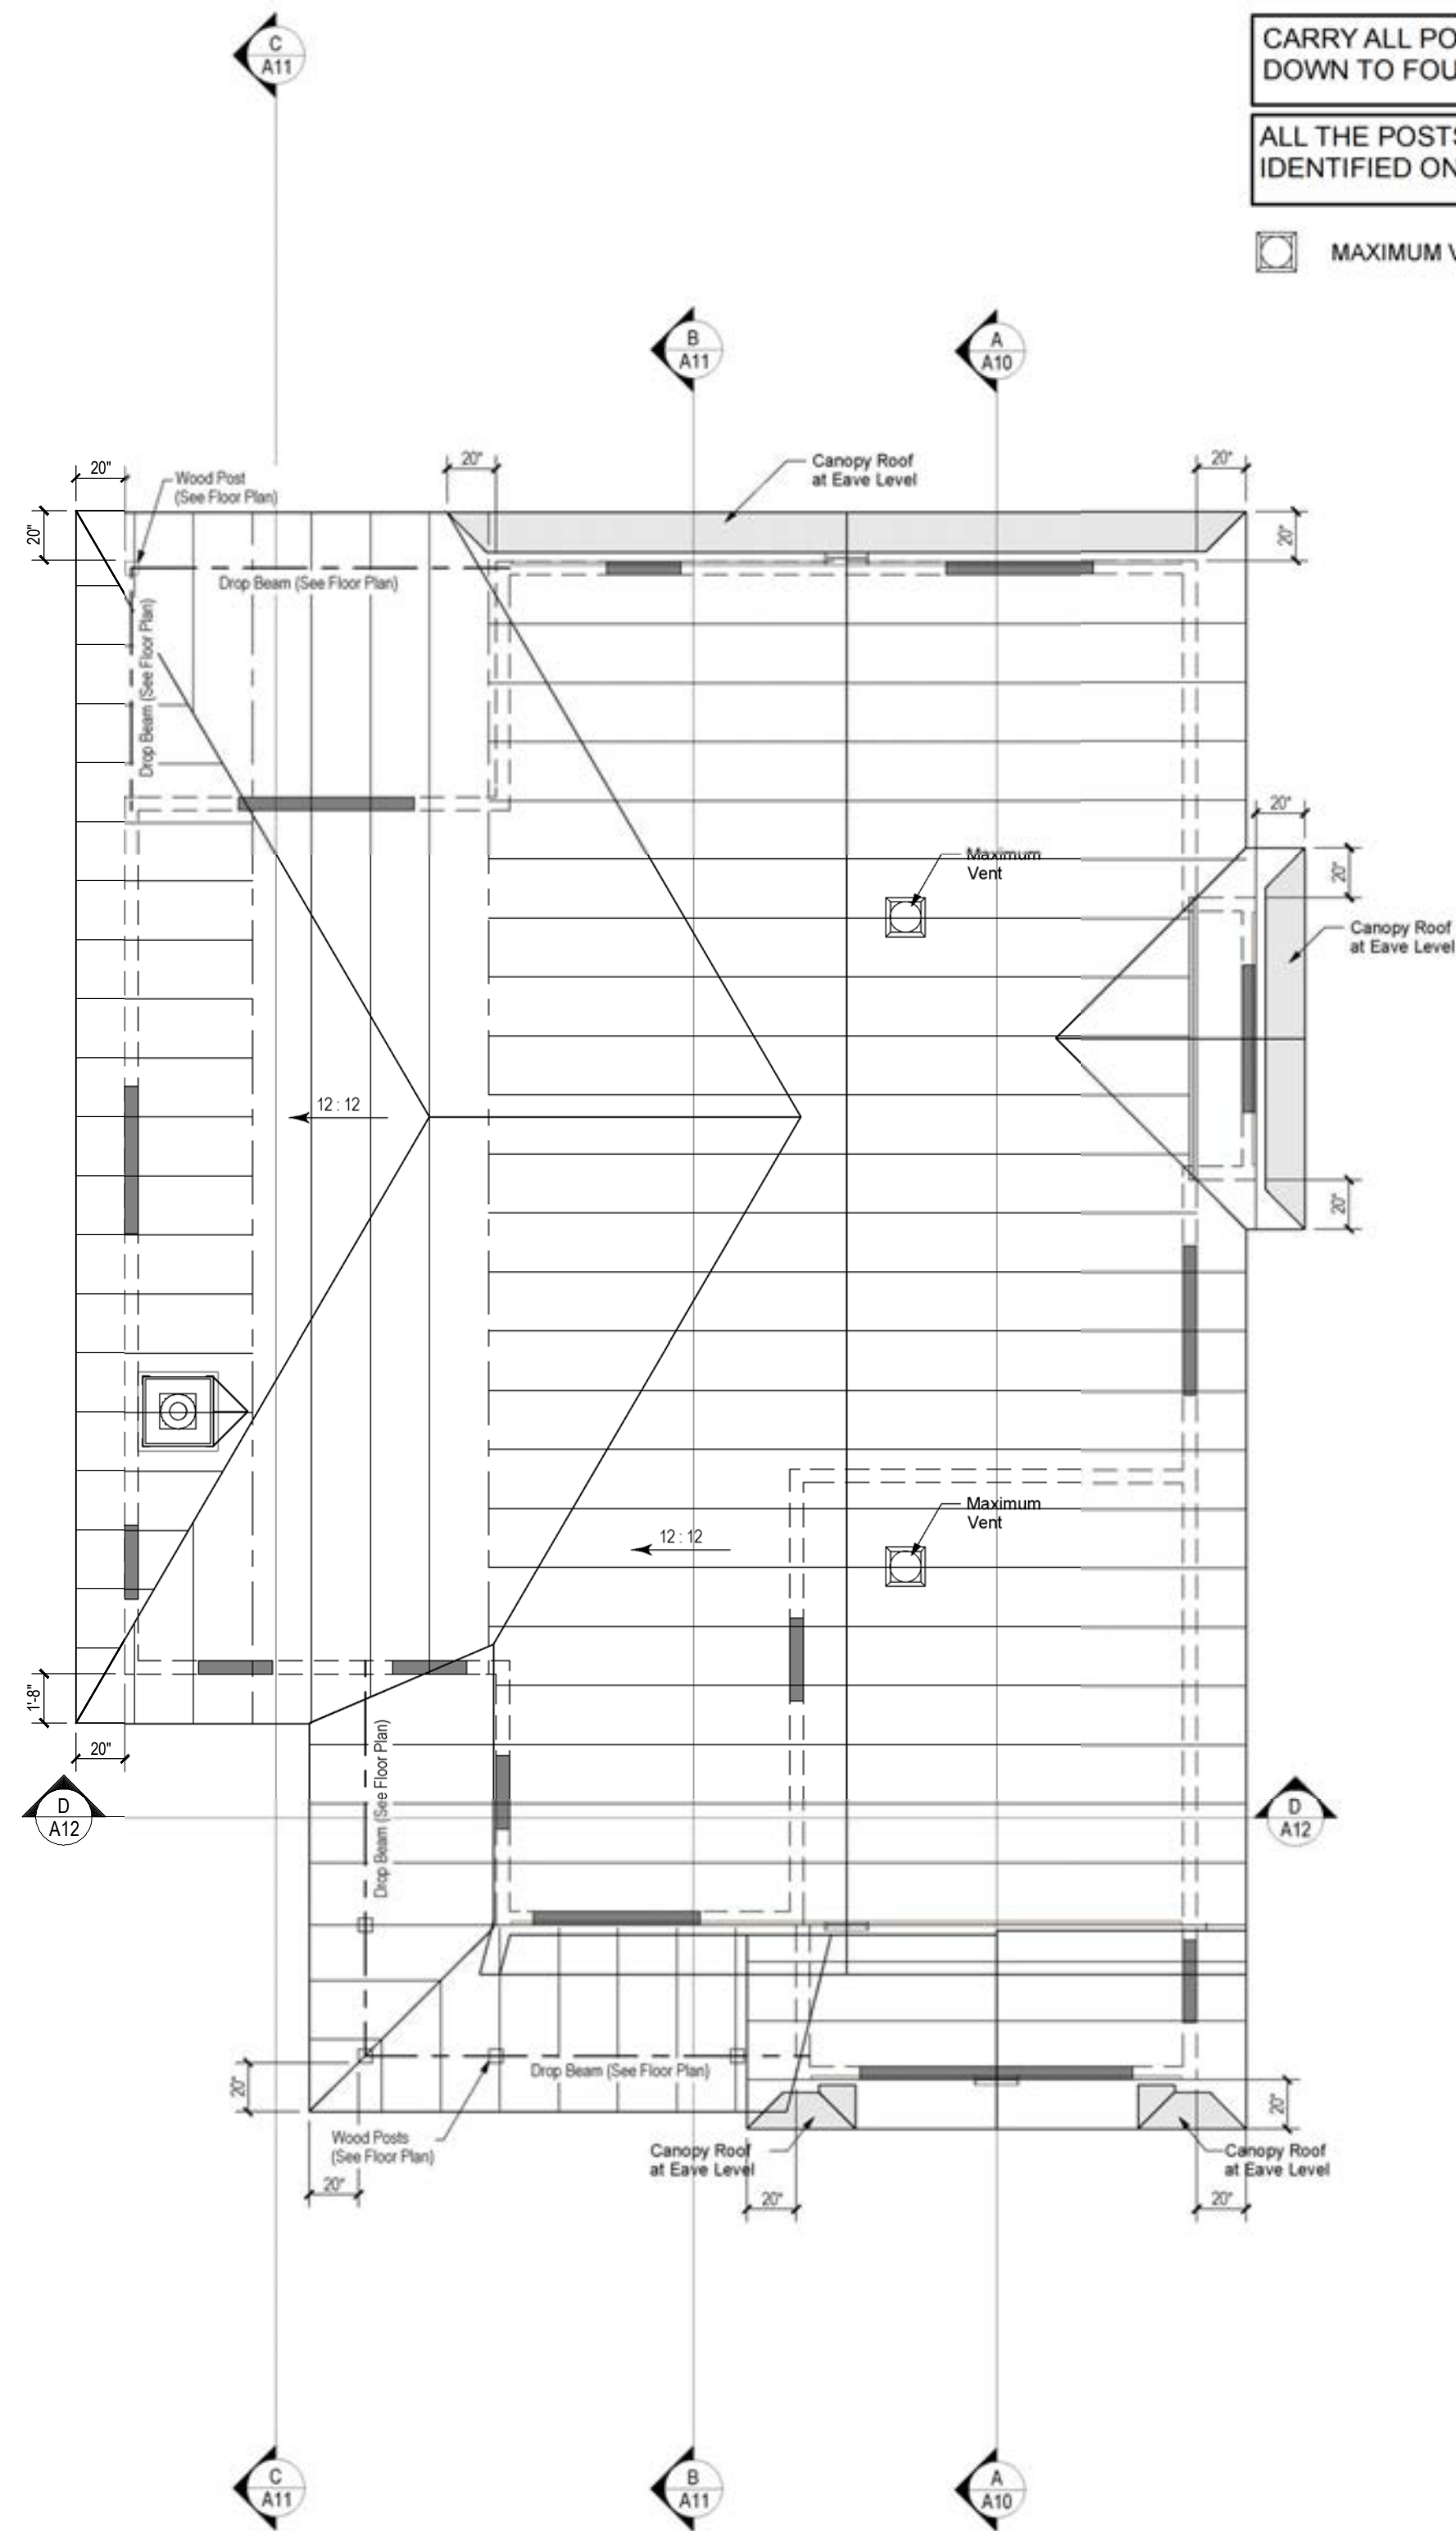 C
A11
CARRY ALL PO
DOWN TO FOU
ALL THE POSTS
IDENTIFIED ON
MAXIMUM V
B
A11
A
A10
20"
Wood Post
(See Floor Plan)
20"
Canopy Roof
at Eave Level
20"
20"
20"
Drop Beam (See Floor Plan)
Drop Beam (See Floor Plan)
20"
Maximum
Vent
20"
Canopy Roof
at Eave Level
12 : 12
20"
Maximum
Vent
12 : 12
1'-8"
20"
Drop Beam (See Floor Plan)
D
A12
D
A12
20"
Drop Beam (See Floor Plan)
20"
Wood Posts
(See Floor Plan)
Canopy Roof
at Eave Level
Canopy Roof
at Eave Level
20"
20"
20"
C
A11
B
A11
A
A10